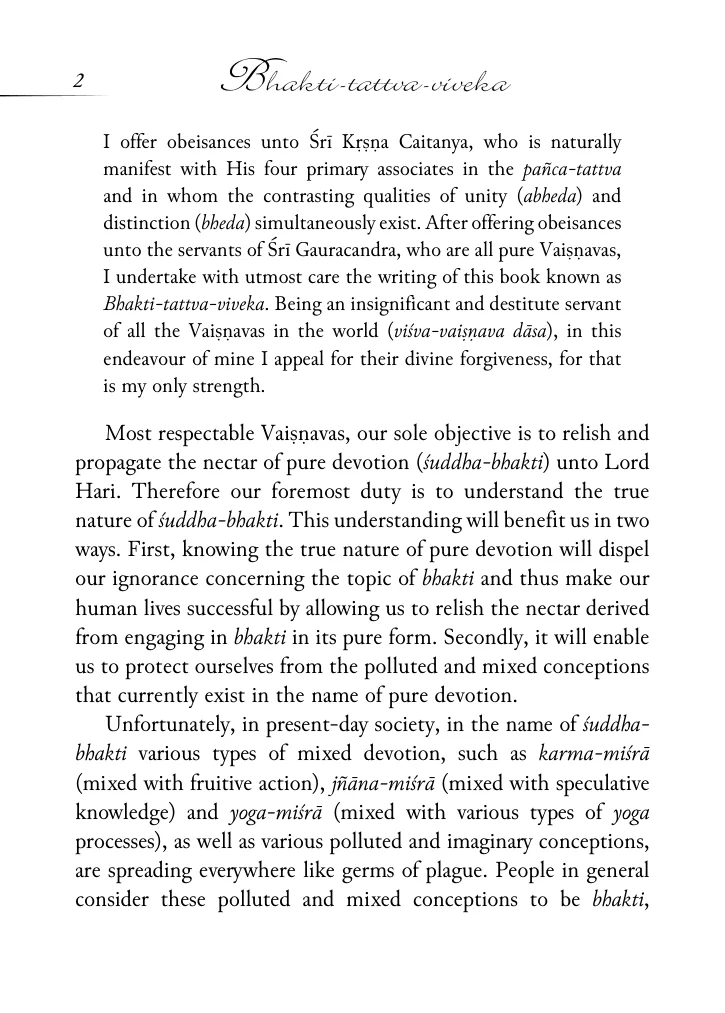 2
Bhakti-tattva-viveka
I offer obeisances unto Śrī Kṛṣṇa Caitanya, who is naturally
manifest with His four primary associates in the pañca-tattva
and in whom the contrasting qualities of unity (abheda) and
distinction (bheda) simultaneously exist. After offering obeisances
unto the servants of Śrī Gauracandra, who are all pure Vaiṣṇavas,
I undertake with utmost care the writing of this book known as
Bhakti-tattva-viveka. Being an insignificant and destitute servant
of all the Vaiṣṇavas in the world (viśva-vaiṣṇava dāsa), in this
endeavour of mine I appeal for their divine forgiveness, for that
is my only strength.
Most respectable Vaiṣṇavas, our sole objective is to relish and
propagate the nectar of pure devotion (śuddha-bhakti) unto Lord
Hari. Therefore our foremost duty is to understand the true
nature of śuddha-bhakti. This understanding will benefit us in two
ways. First, knowing the true nature of pure devotion will dispel
our ignorance concerning the topic of bhakti and thus make our
human lives successful by allowing us to relish the nectar derived
from engaging in bhakti in its pure form. Secondly, it will enable
us to protect ourselves from the polluted and mixed conceptions
that currently exist in the name of pure devotion.
Unfortunately, in present-day society, in the name of śuddha-
bhakti various types of mixed devotion, such as karma-miśrā
(mixed with fruitive action), jñāna-miśrā (mixed with speculative
knowledge) and yoga-miśrā (mixed with various types of yoga
processes), as well as various polluted and imaginary conceptions,
are spreading everywhere like germs of plague. People in general
consider these polluted and mixed conceptions to be bhakti,